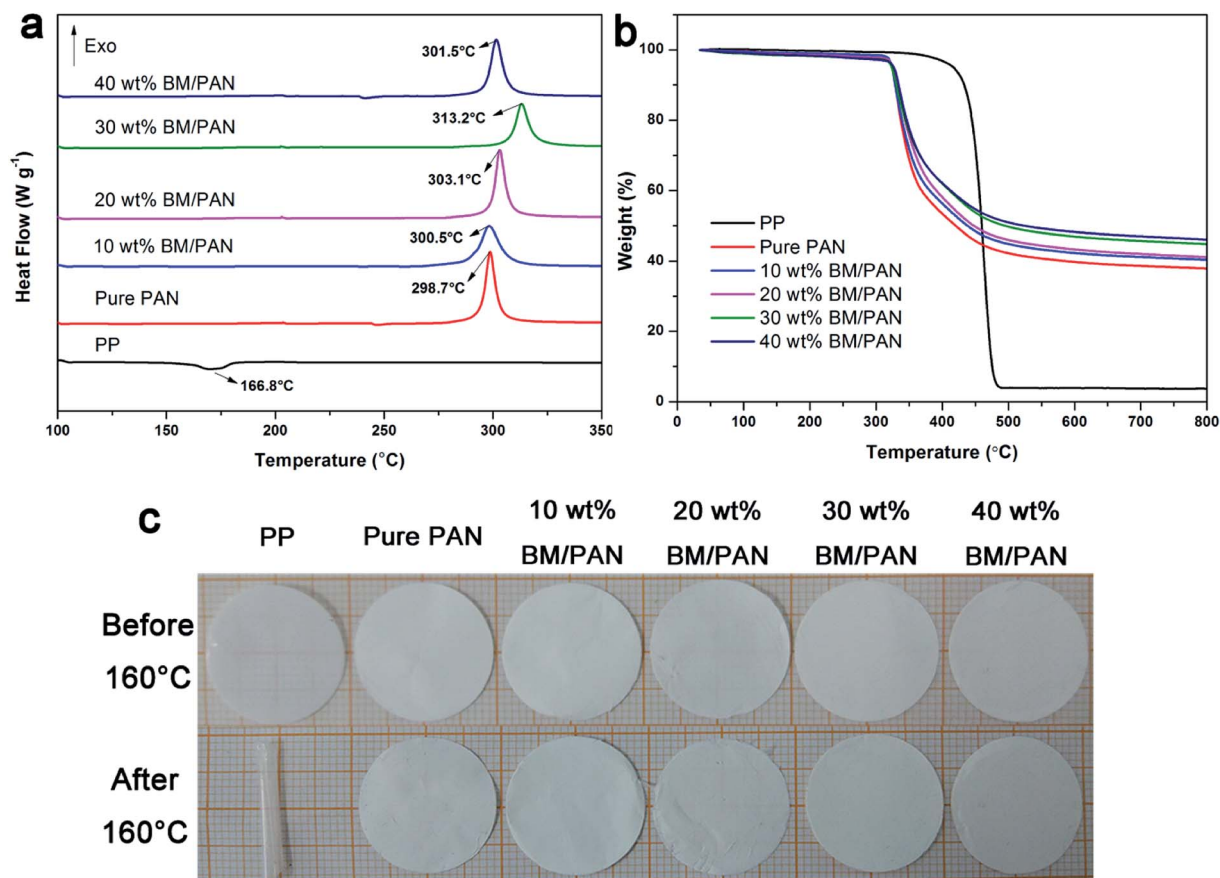 a
Exo
40 wt% BM/PAN
301.5°C
30 wt% BM/PAN
313.2°C
20 wt% BM/PAN
303.1°C
10 wt% BM/PAN
300.5°C
Pure PAN
298.7°C
PP
166.8°C
Heat Flow (W g-1)
100
150
200
250
300
350
Temperature (°C)
b
100
80
60
40
20
0
Weight (%)
PP
Pure PAN
10 wt% BM/PAN
20 wt% BM/PAN
30 wt% BM/PAN
40 wt% BM/PAN
0
100
200
300
400
500
600
700
800
Temperature (°C)
c
PP
Pure PAN
10 wt%
BM/PAN
20 wt%
BM/PAN
30 wt%
BM/PAN
40 wt%
BM/PAN
Before
160°C
After
160°C